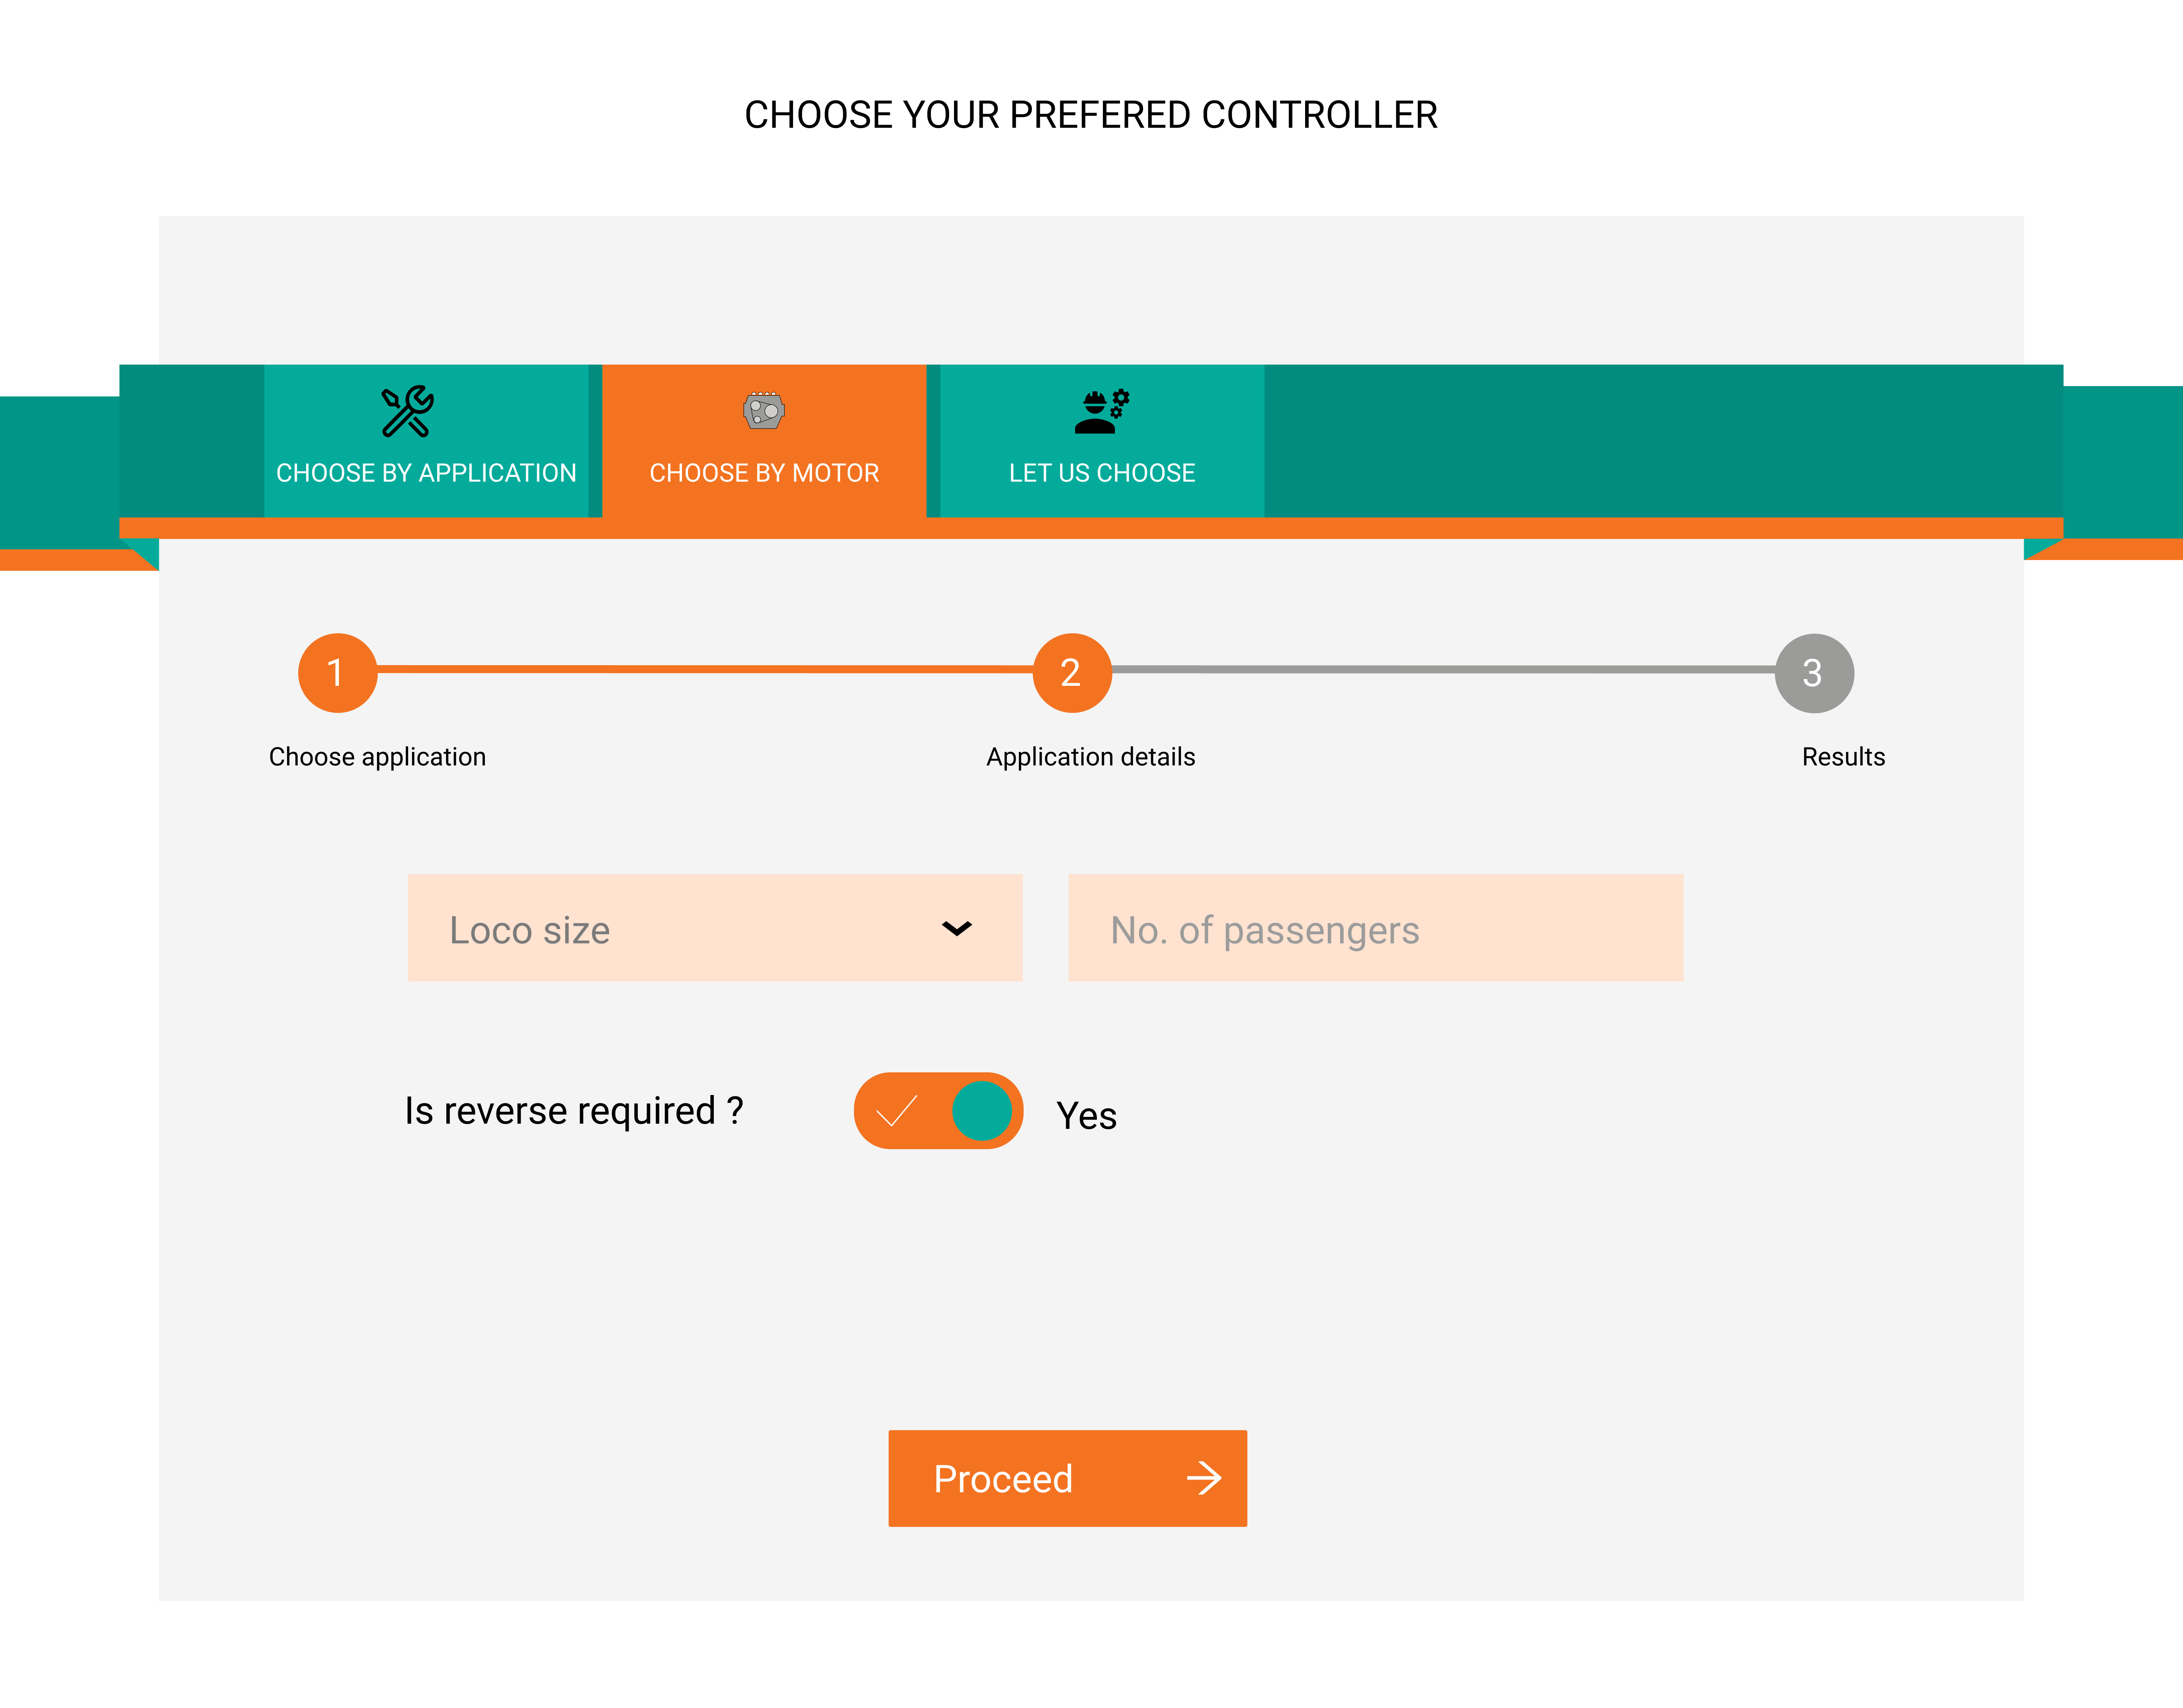 CHOOSE YOUR PREFERED CONTROLLER
CHOOSE BY APPLICATION
CHOOSE BY MOTOR
LET US CHOOSE
1
2
3
Choose application
Application details
Results
Loco size
No. of passengers
Is reverse required ?
Yes
Proceed